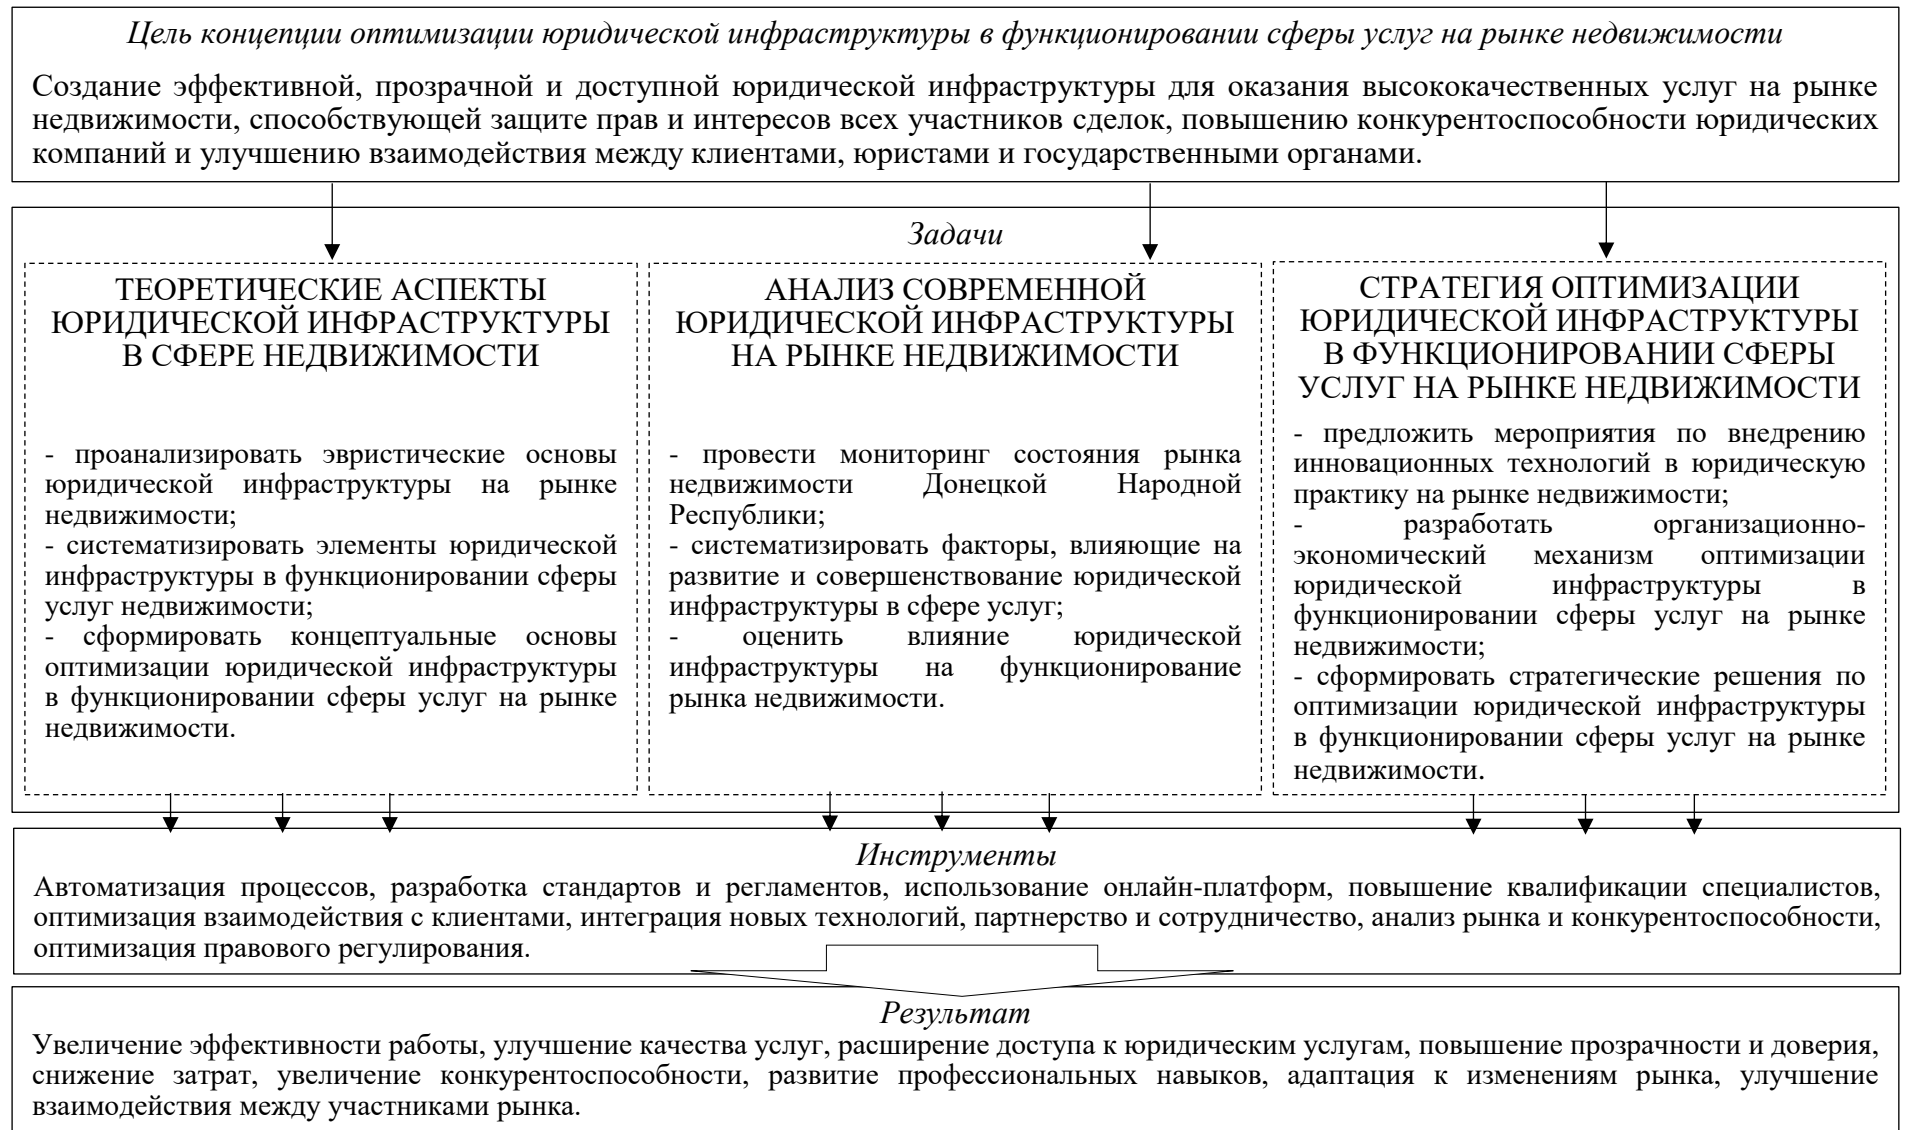 Цель концепции оптимизации юридической инфраструктуры в функционировании сферы услуг на рынке недвижимости
Создание эффективной, прозрачной и доступной юридической инфраструктуры для оказания высококачественных услуг на рынке
недвижимости, способствующей защите прав и интересов всех участников сделок, повышению конкурентоспособности юридических
компаний и улучшению взаимодействия между клиентами, юристами и государственными органами.
Задачи
ТЕОРЕТИЧЕСКИЕ АСПЕКТЫ
ЮРИДИЧЕСКОЙ ИНФРАСТРУКТУРЫ
В СФЕРЕ НЕДВИЖИМОСТИ
- проанализировать эвристические основы
юридической инфраструктуры на рынке
недвижимости;
- систематизировать элементы юридической
инфраструктуры в функционировании сферы
услуг недвижимости;
- сформировать концептуальные основы
оптимизации юридической инфраструктуры
в функционировании сферы услуг на рынке
недвижимости.
АНАЛИЗ СОВРЕМЕННОЙ
ЮРИДИЧЕСКОЙ ИНФРАСТРУКТУРЫ
НА РЫНКЕ НЕДВИЖИМОСТИ
- провести мониторинг состояния рынка
недвижимости Донецкой Народной
Республики;
- систематизировать факторы, влияющие на
развитие и совершенствование юридической
инфраструктуры в сфере услуг;
- оценить влияние юридической
инфраструктуры на функционирование
рынка недвижимости.
СТРАТЕГИЯ ОПТИМИЗАЦИИ
ЮРИДИЧЕСКОЙ ИНФРАСТРУКТУРЫ
В ФУНКЦИОНИРОВАНИИ СФЕРЫ
УСЛУГ НА РЫНКЕ НЕДВИЖИМОСТИ
- предложить мероприятия по внедрению
инновационных технологий в юридическую
практику на рынке недвижимости;
- разработать организационно-
экономический механизм оптимизации
юридической инфраструктуры в
функционировании сферы услуг на рынке
недвижимости;
- сформировать стратегические решения по
оптимизации юридической инфраструктуры
в функционировании сферы услуг на рынке
недвижимости.
Инструменты
Автоматизация процессов, разработка стандартов и регламентов, использование онлайн-платформ, повышение квалификации специалистов,
оптимизация взаимодействия с клиентами, интеграция новых технологий, партнерство и сотрудничество, анализ рынка и конкурентоспособности,
оптимизация правового регулирования.
Результат
Увеличение эффективности работы, улучшение качества услуг, расширение доступа к юридическим услугам, повышение прозрачности и доверия,
снижение затрат, увеличение конкурентоспособности, развитие профессиональных навыков, адаптация к изменениям рынка, улучшение
взаимодействия между участниками рынка.